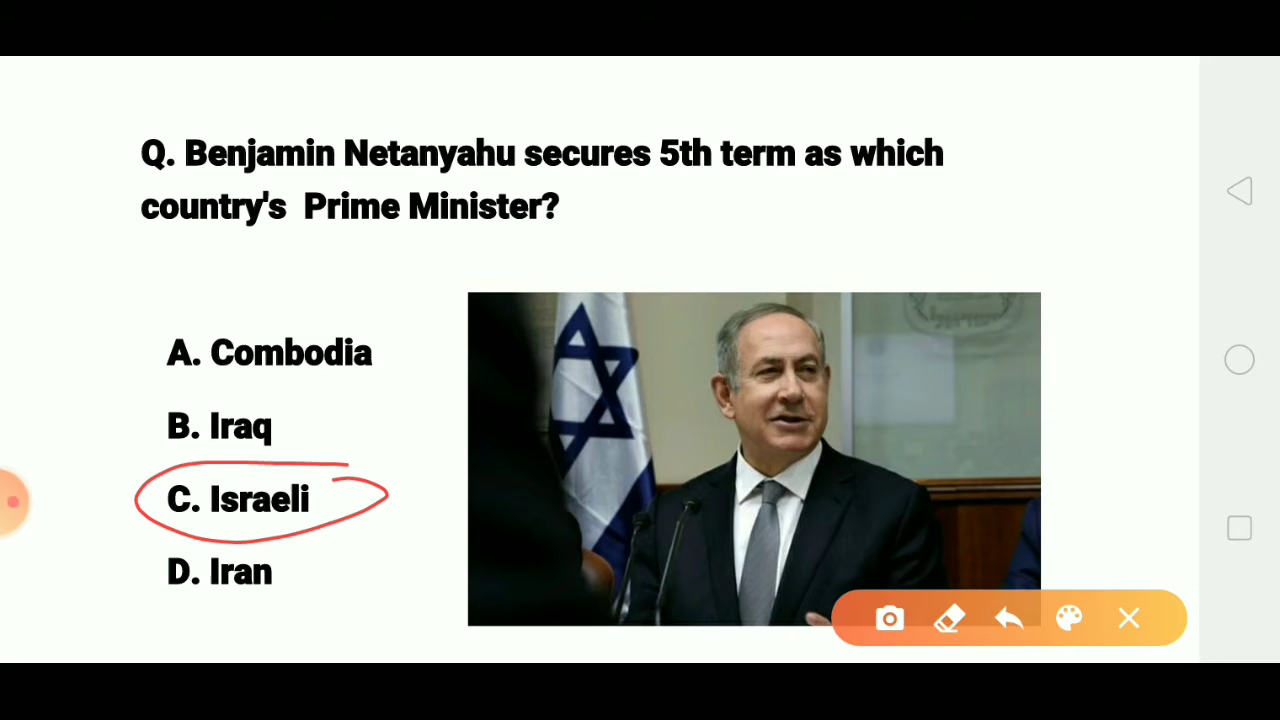 Q. Benjamin Netanyahu secures 5th term as which
country's Prime Minister?
A. Combodia
B. Iraq
C. Israeli
D. Iran